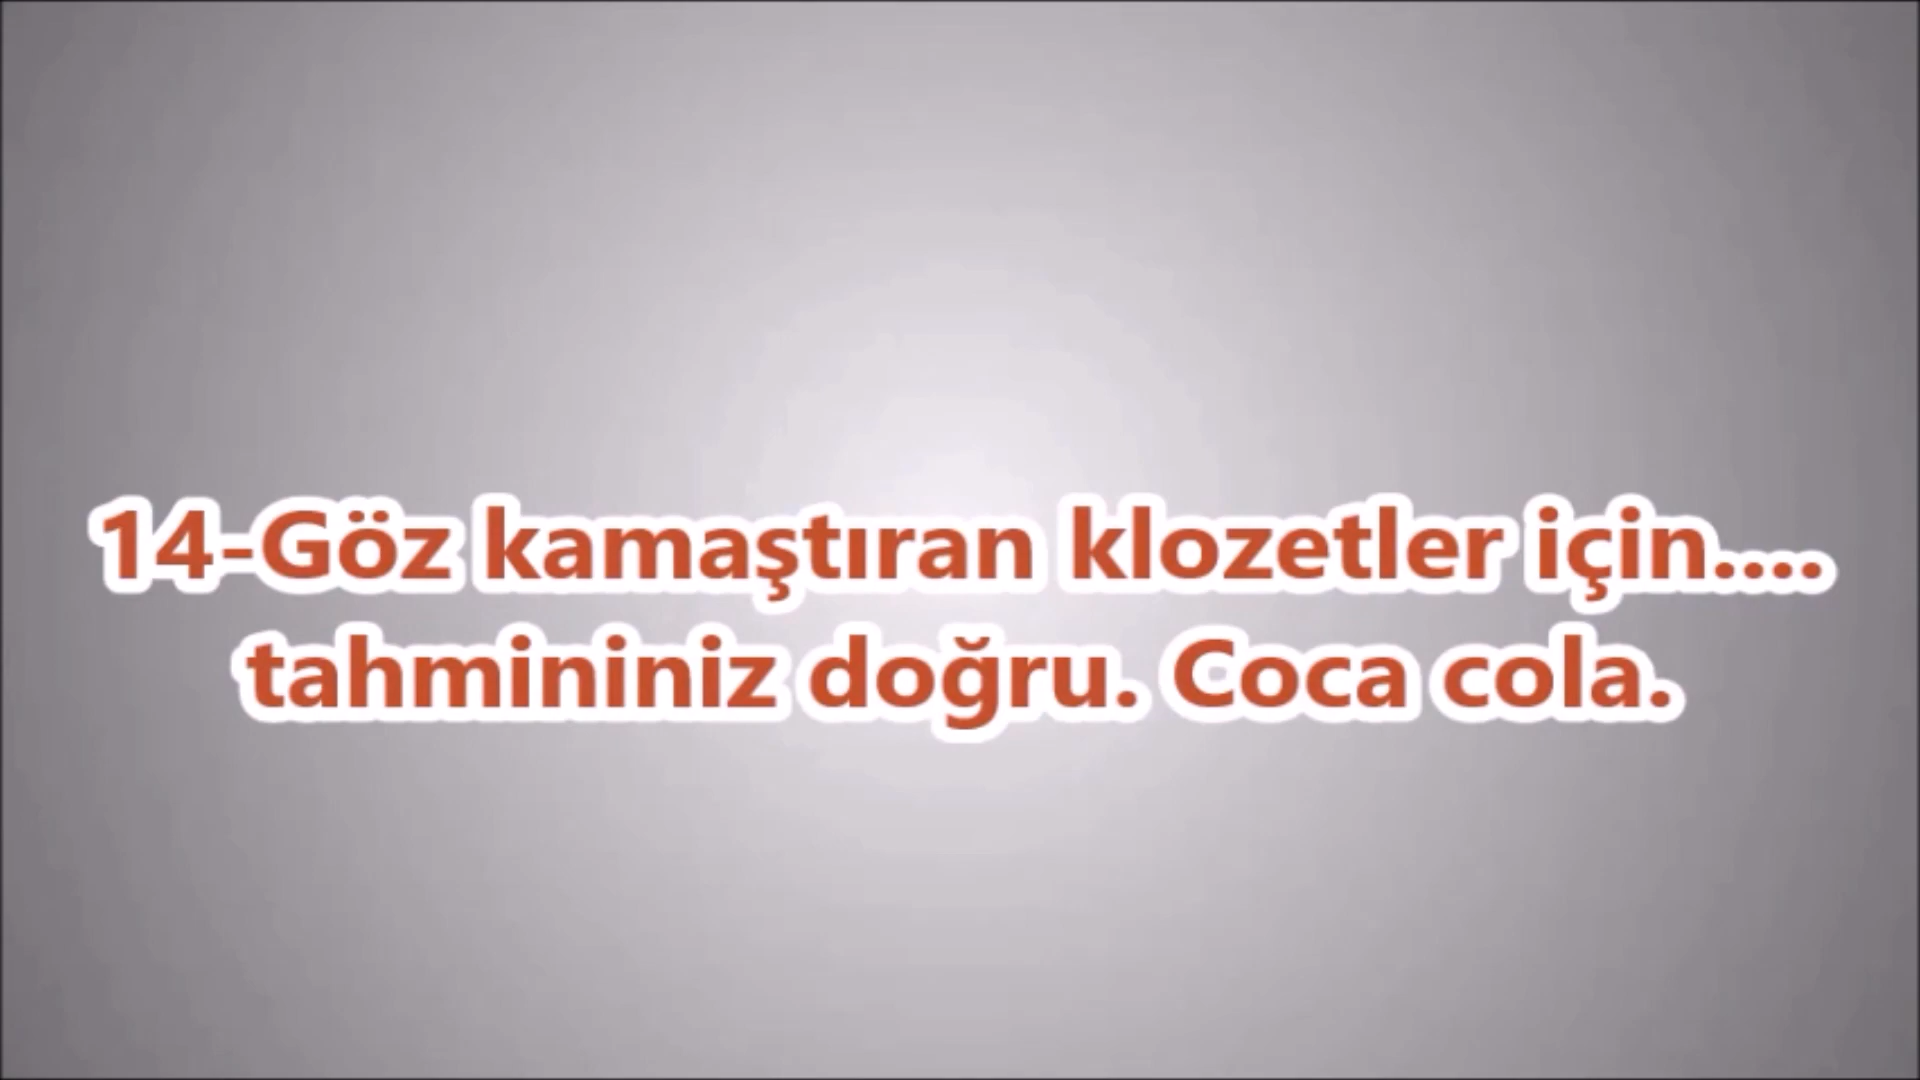 14-Göz kamaştıran klozetler için....
tahmininiz doğru. Coca cola.